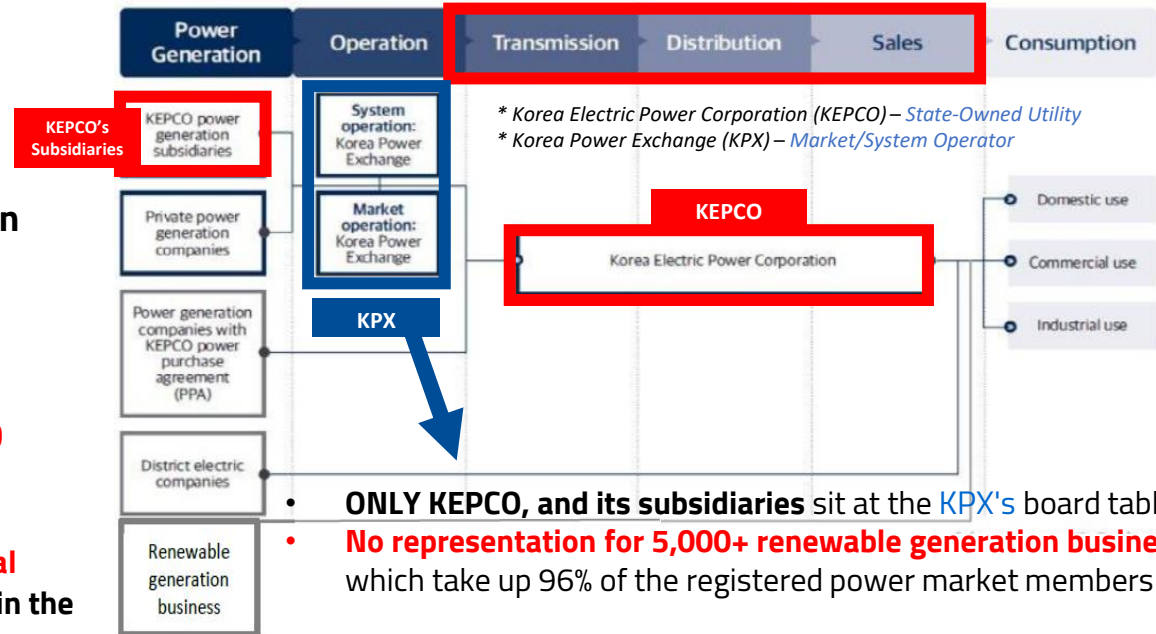 Power
Generation
Operation
Transmission
Distribution
Sales
Consumption
KEPCO's
Subsidiaries
KEPCO power
generation
subsidiaries
System
operation:
Korea Power
Exchange
* Korea Electric Power Corporation (KEPCO) – State-Owned Utility
* Korea Power Exchange (KPX) – Market/System Operator
n
Private power
generation
companies
Market
operation:
Korea Power
Exchange
KEPCO
Korea Electric Power Corporation
Domestic use
Commercial use
Industrial use
KPX
Power generation
companies with
KEPCO power
purchase
agreement
(PPA)
)
District electric
companies
• ONLY KEPCO, and its subsidiaries sit at the KPX's board tabl
• No representation for 5,000+ renewable generation busine
which take up 96% of the registered power market members
al
in the
Renewable
generation
business